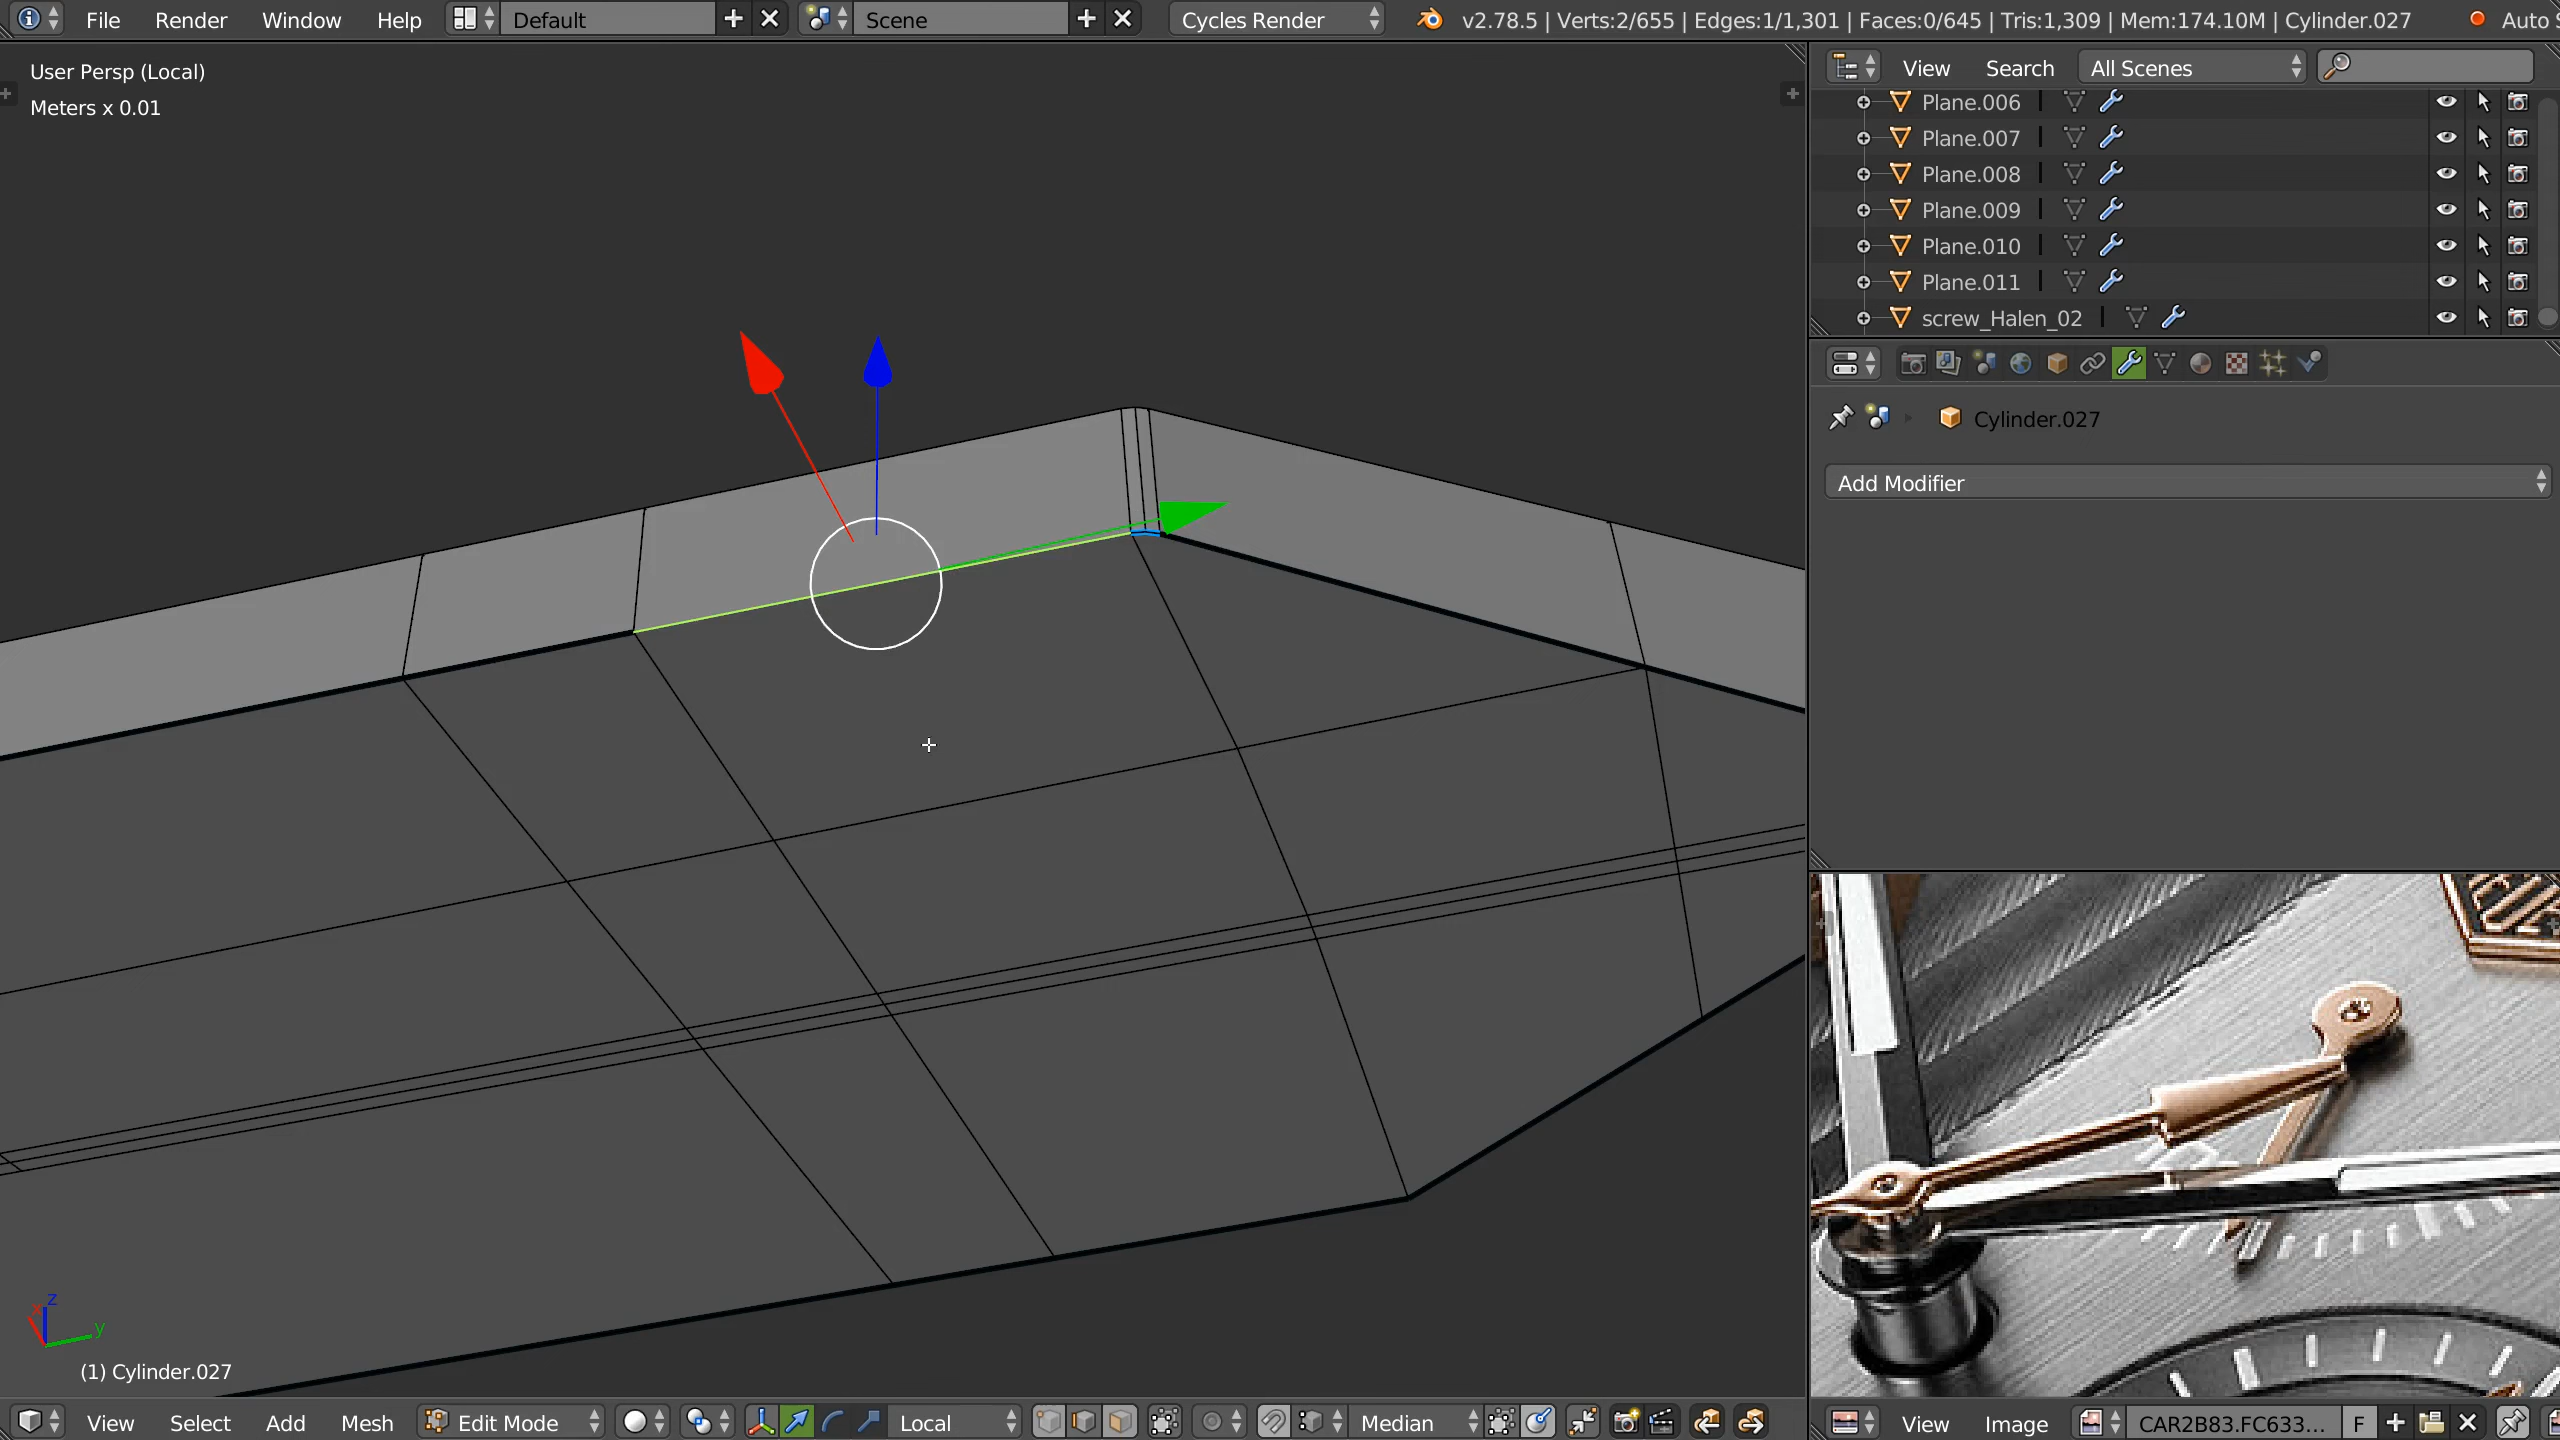 File Render Window Help Default Scene Cycles Render v2.78.5 | Verts:2/655 | Edges:1/1,301 | Faces:0/645 | Tris:1,309 | Mem:174.10M | Cylinder.027 Auto S
User Persp (Local)
Meters x 0.01
View Search All Scenes
Plane.006
Plane.007
Plane.008
Plane.009
Plane.010
Plane.011
screw_Halen_02
Cylinder.027
Add Modifier
z
x
y
(1) Cylinder.027
View Select Add Mesh Edit Mode Local Median
View Image CAR2B83.FC633... F